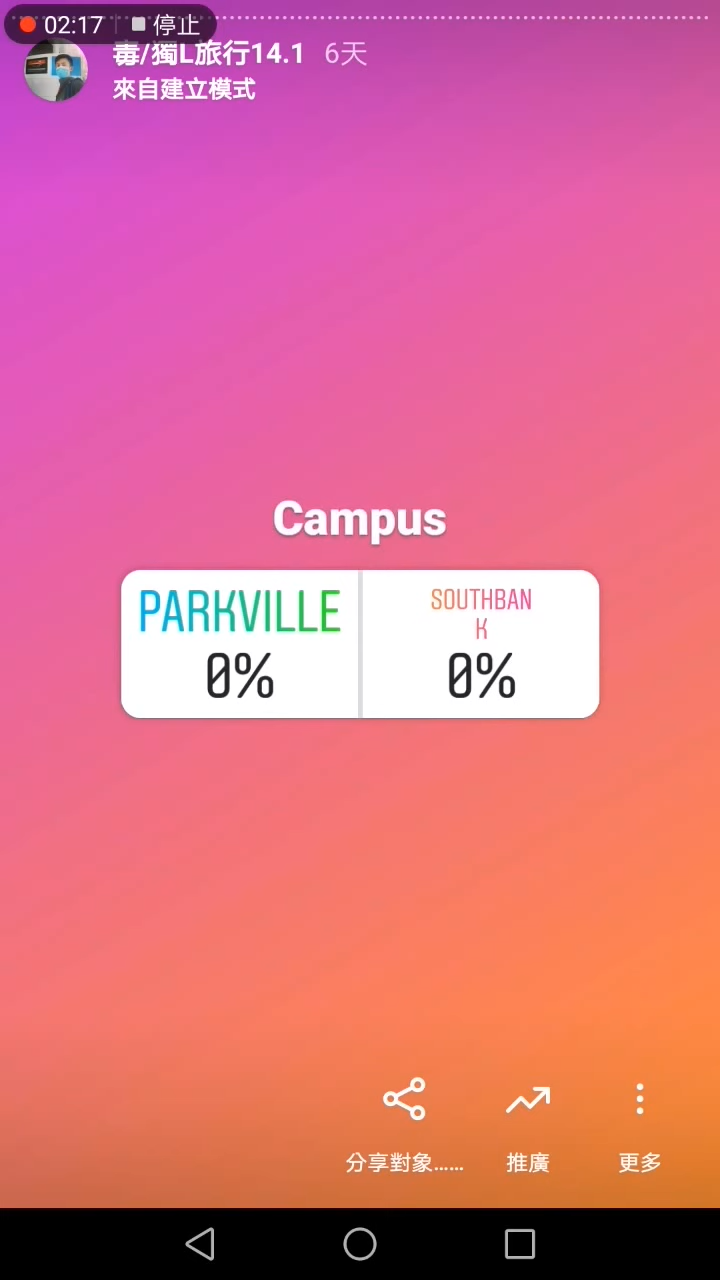 02:17 停止
毒/獨L旅行14.1 6天
來自建立模式
Campus
PARKVILLE
0%
SOUTHBAN
K
0%
分享對象…… 推廣 更多